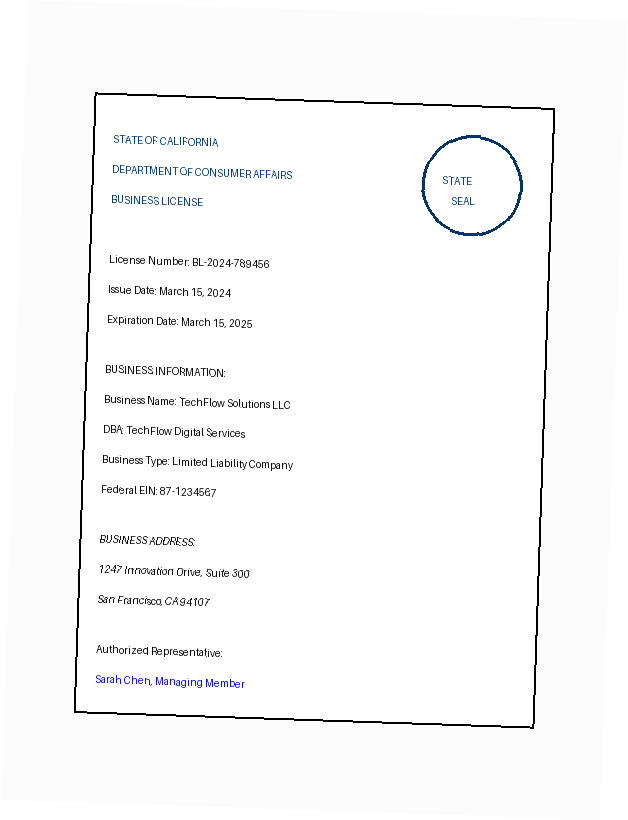 STATE OF CALIFORNIA
DEPARTMENT OF CONSUMER AFFAIRS
BUSINESS LICENSE
STATE
SEAL
License Number: BL-2024-789456
Issue Date: March 15, 2024
Expiration Date: March 15, 2025
BUSINESS INFORMATION:
Business Name: TechFlow Solutions LLC
DBA: TechFlow Digital Services
Business Type: Limited Liability Company
Federal EIN: 87-1234567
BUSINESS ADDRESS:
1247 Innovation Drive, Suite 300
San Francisco, CA 94107
Authorized Representative:
Sarah Chen, Managing Member